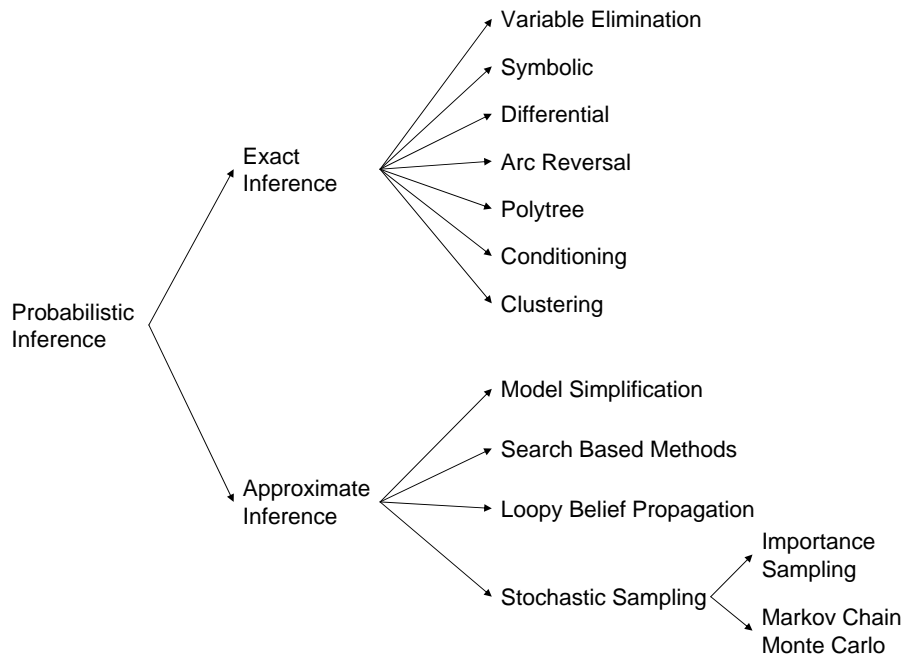 Variable Elimination
Symbolic
Differential
Exact
Inference
Arc Reversal
Polytree
Conditioning
Clustering
Probabilistic
Inference
Model Simplification
Search Based Methods
Approximate
Inference
Loopy Belief Propagation
Stochastic Sampling
Importance
Sampling
Markov Chain
Monte Carlo